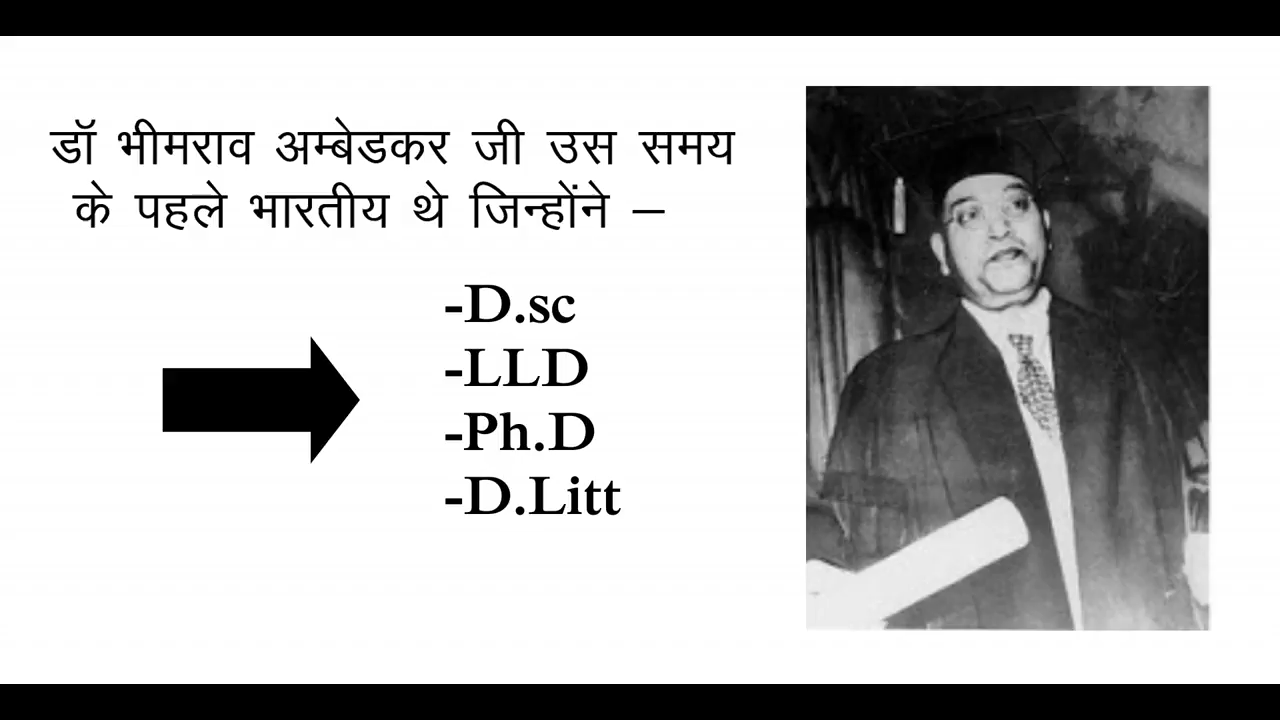 डॉ भीमराव अम्बेडकर जी उस समय
के पहले भारतीय थे जिन्होंने –
-D.sc
-LLD
-Ph.D
-D.Litt